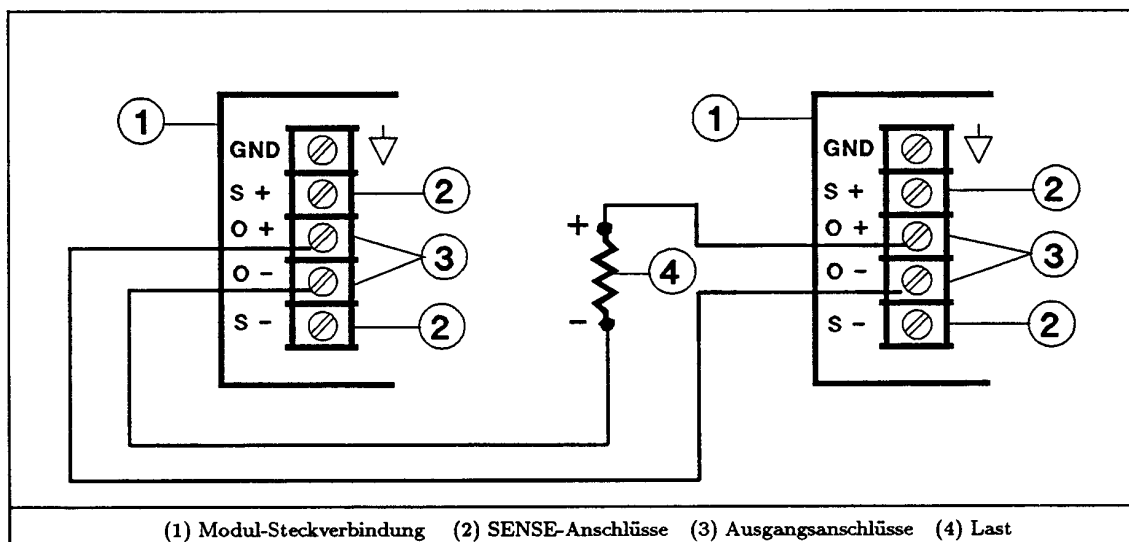 1
GND
S +
O +
O -
S -
2
3
2
+
-
4
1
GND
S +
O +
O -
S -
2
3
2
(1) Modul-Steckverbindung (2) SENSE-Anschlüsse (3) Ausgangsanschlüsse (4) Last